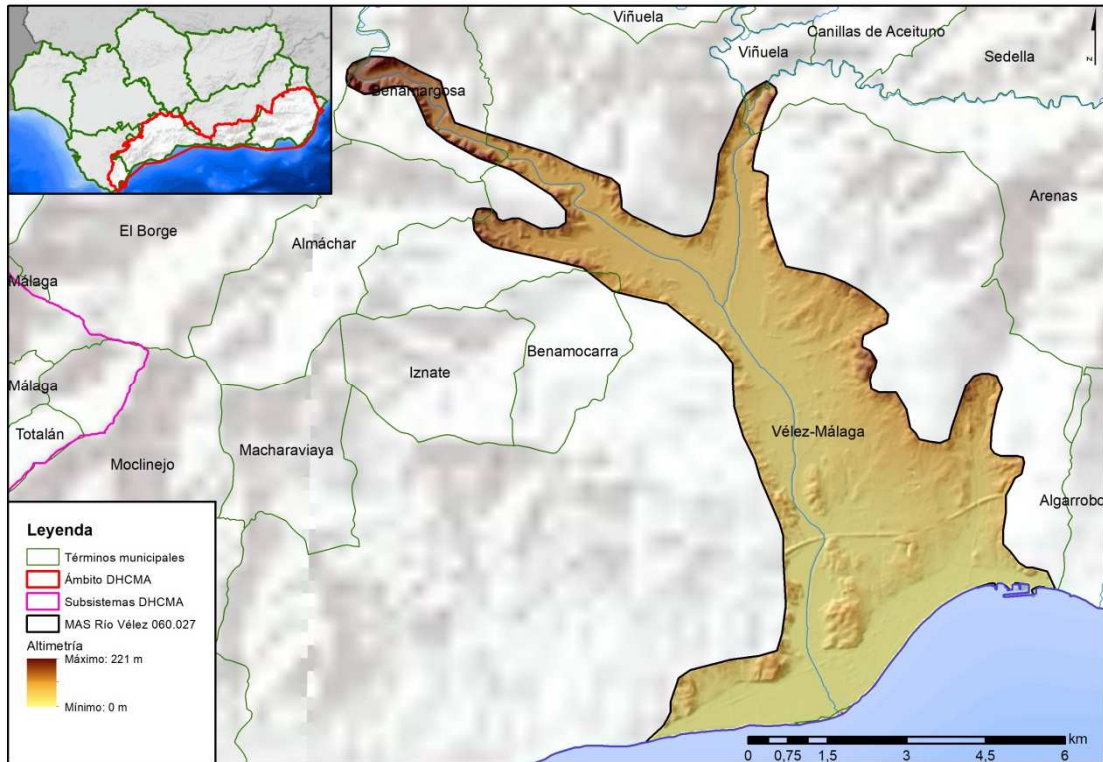 Viñuela
Viñuela
Canillas de Aceituno
Sedella
z
Benamargosa
Arenas
El Borge
Almáchar
Málaga
Benamocarra
Iznate
Málaga
Totalán
Vélez-Málaga
Macharaviaya
Moclinejo
Algarrobo
Leyenda
Términos municipales
Ámbito DHCMA
Subsistemas DHCMA
MAS Río Vélez 060.027
Altimetría
Máximo: 221 m
Mínimo: 0 m
km
0 0,75 1,5 3 4,5 6